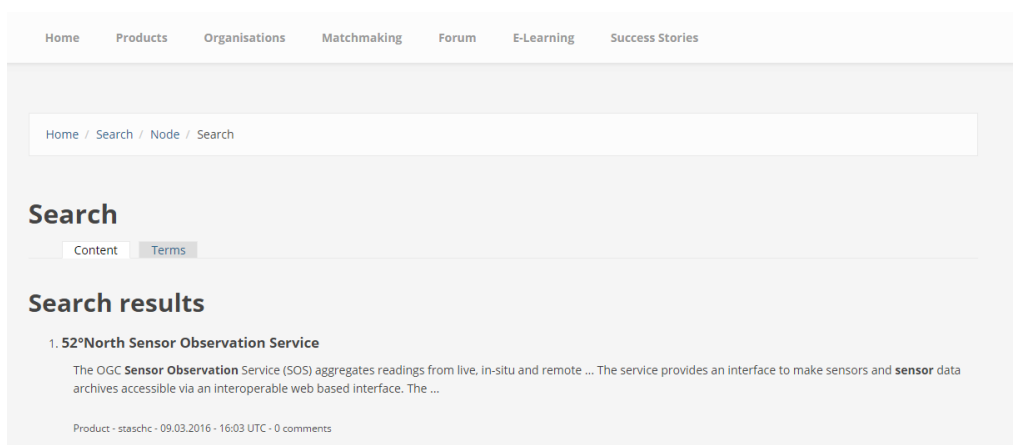 Home Products Organisations Matchmaking Forum E-Learning Success Stories
Home / Search / Node / Search
Search
Content Terms
Search results
1. 52°North Sensor Observation Service
The OGC Sensor Observation Service (SOS) aggregates readings from live, in-situ and remote ... The service provides an interface to make sensors and sensor data
archives accessible via an interoperable web based interface. The ...
Product - staschc - 09.03.2016 - 16:03 UTC - 0 comments